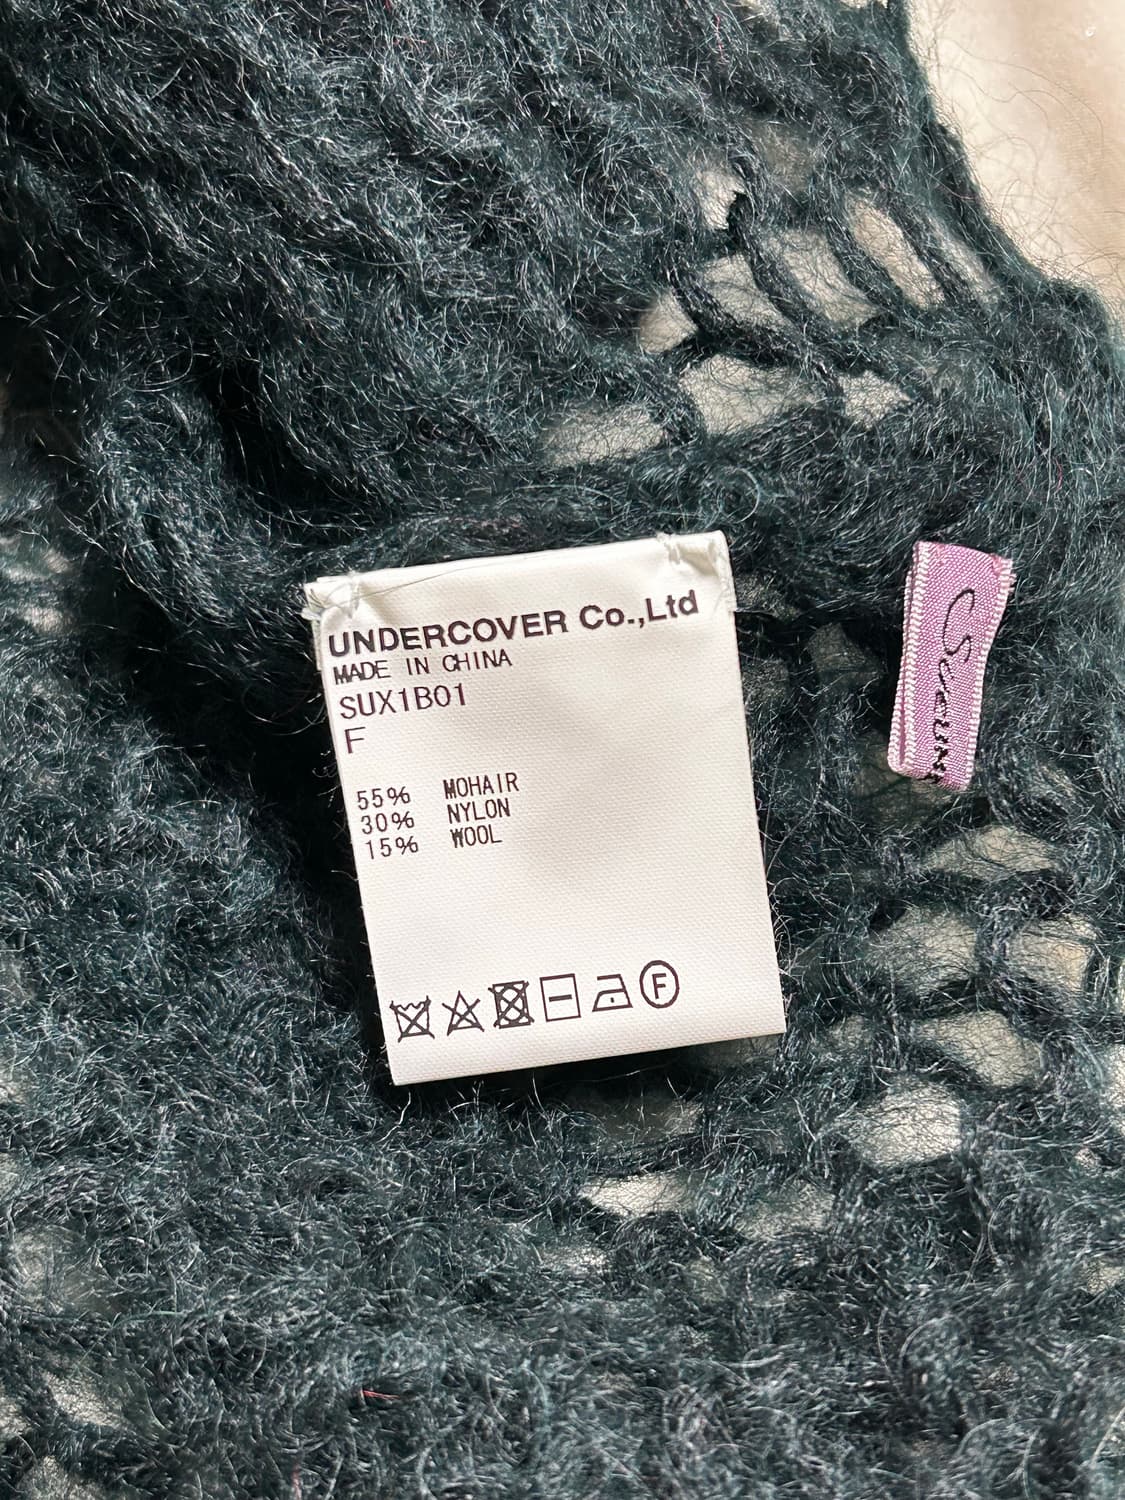 UNDERCOVER Co.,Ltd
MADE IN CHINA
SUX1B01
F
55% MOHAIR
30% NYLON
15% WOOL
F